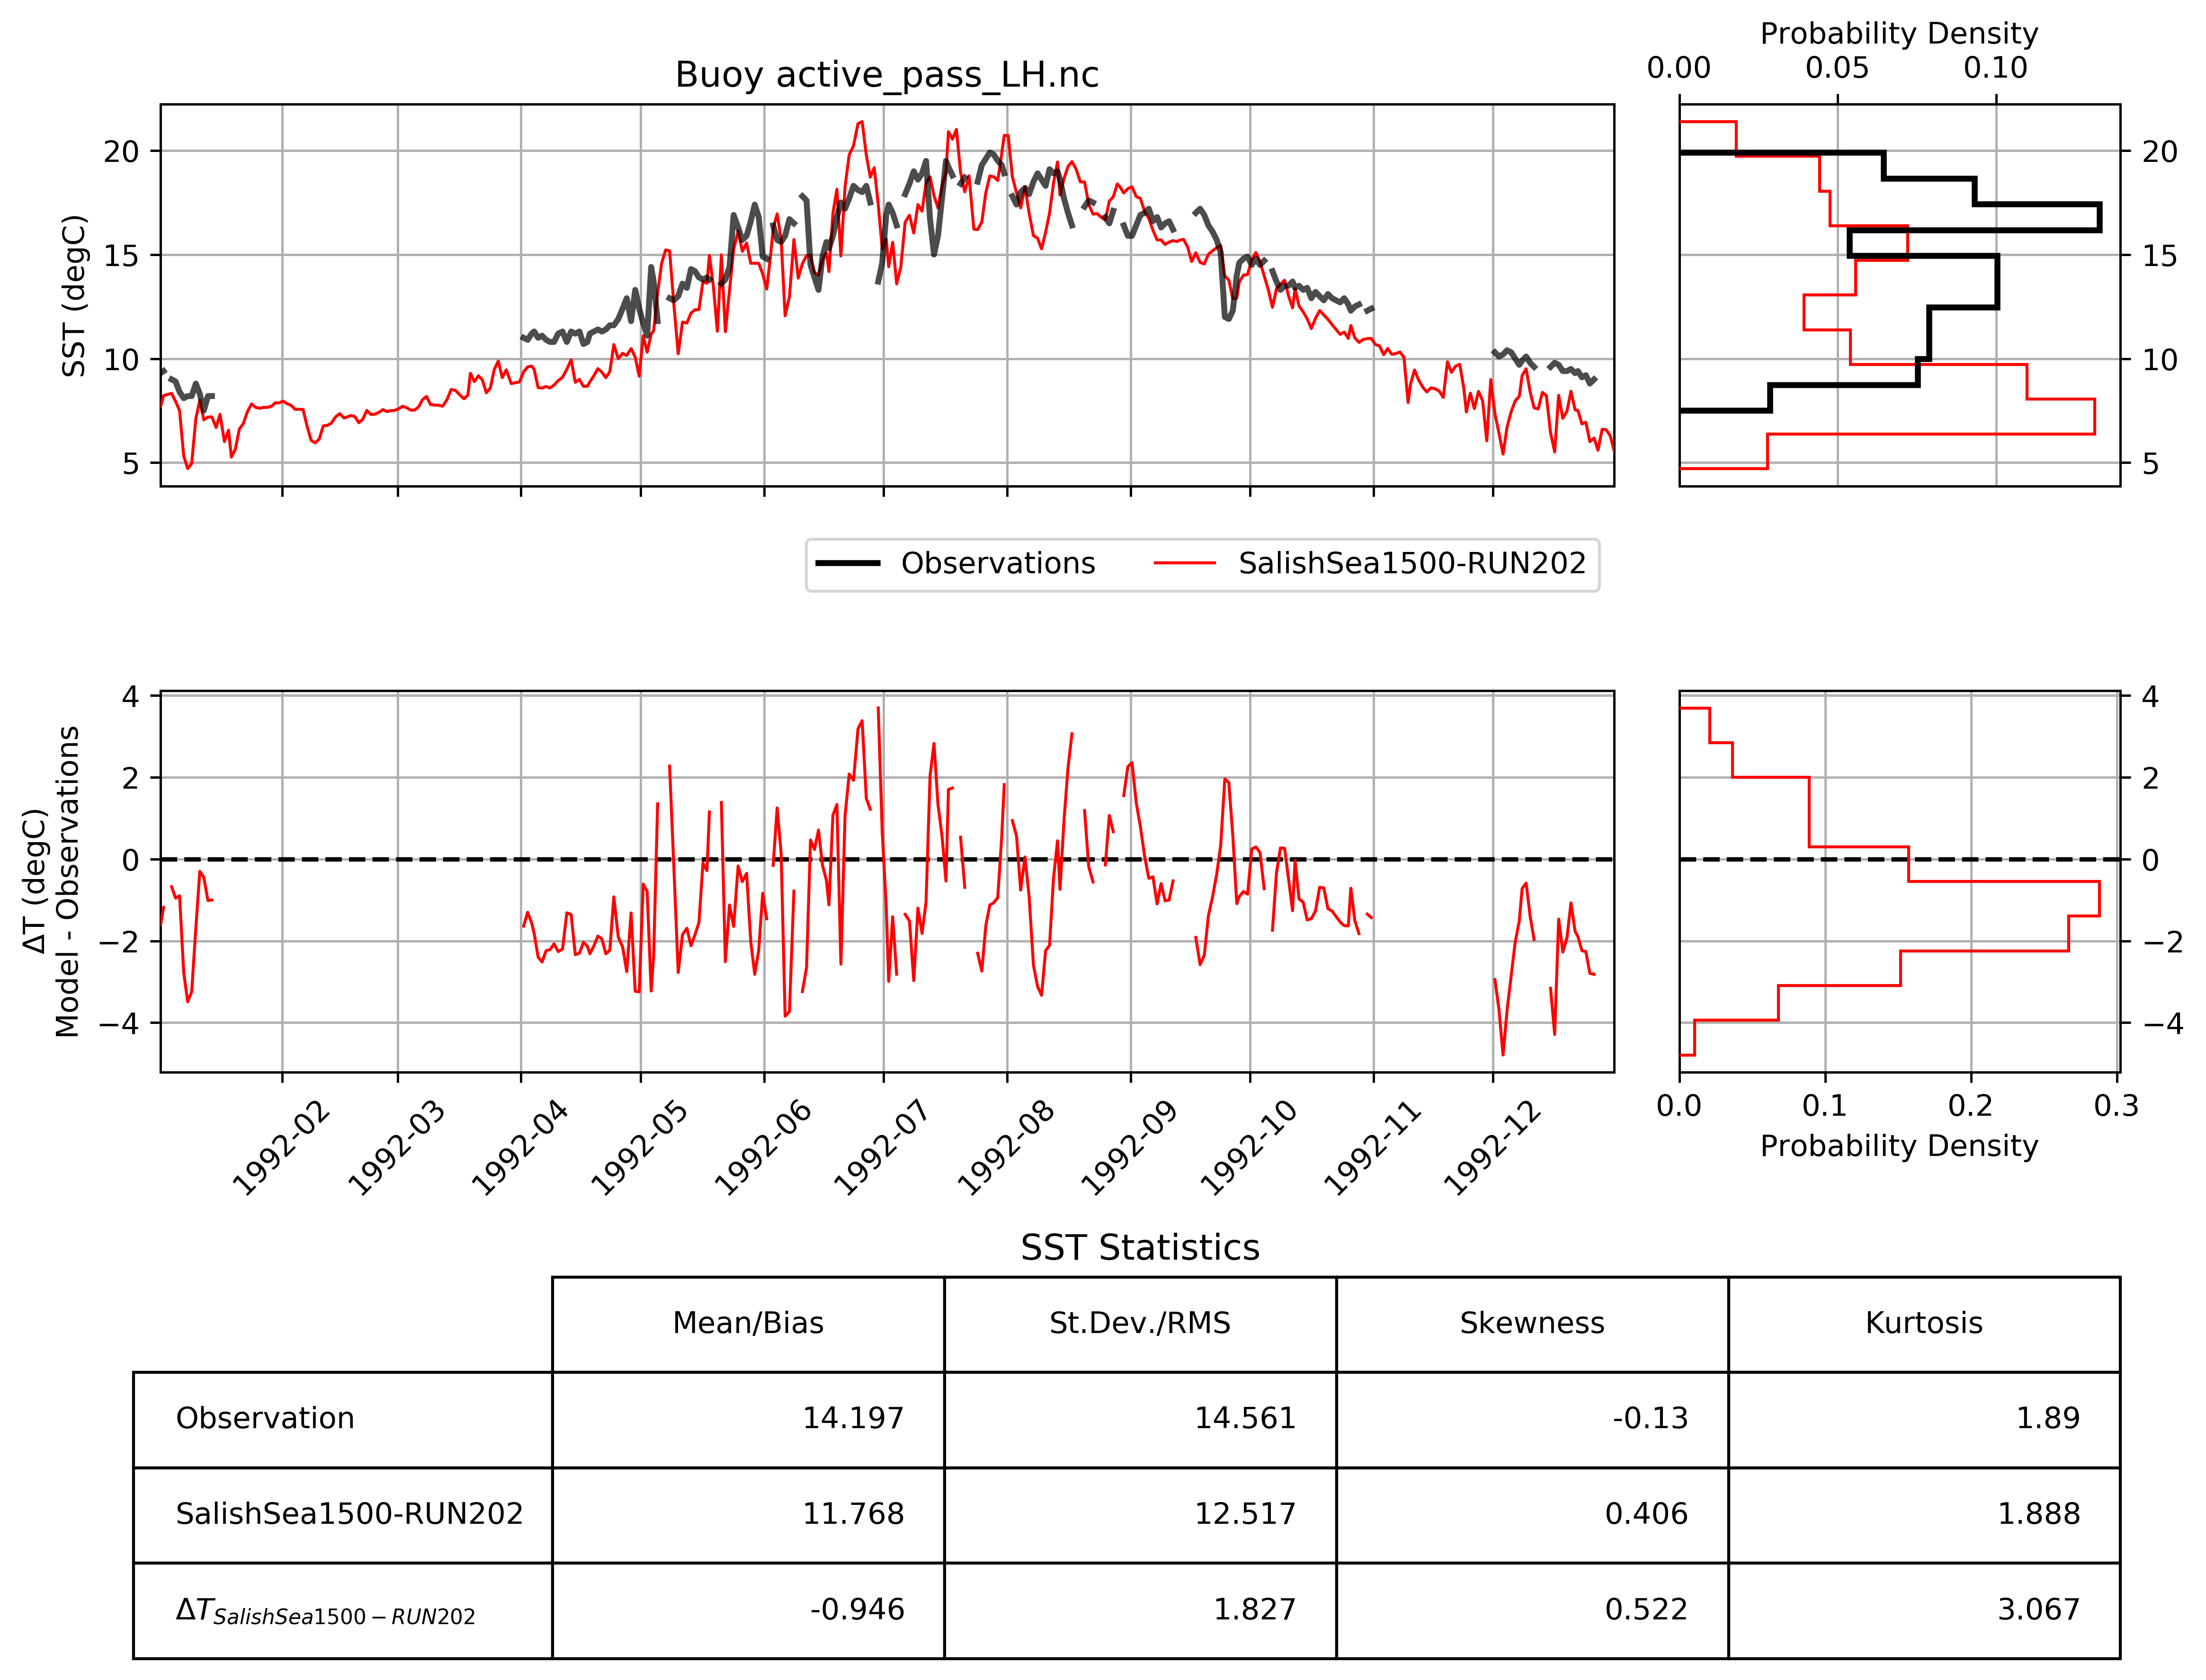 Probability Density
0.00 0.05 0.10
Buoy active_pass_LH.nc
SST (degC)
20
15
10
5
20
15
10
5
Observations SalishSea1500-RUN202
ΔT (degC)
Model - Observations
4
2
0
−2
−4
4
2
0
−2
−4
1992-02 1992-03 1992-04 1992-05 1992-06 1992-07 1992-08 1992-09 1992-10 1992-11 1992-12
0.0 0.1 0.2 0.3
Probability Density
SST Statistics
Mean/Bias St.Dev./RMS Skewness Kurtosis
Observation 14.197 14.561 -0.13 1.89
SalishSea1500-RUN202 11.768 12.517 0.406 1.888
ΔT SalishSea1500−RUN202 -0.946 1.827 0.522 3.067